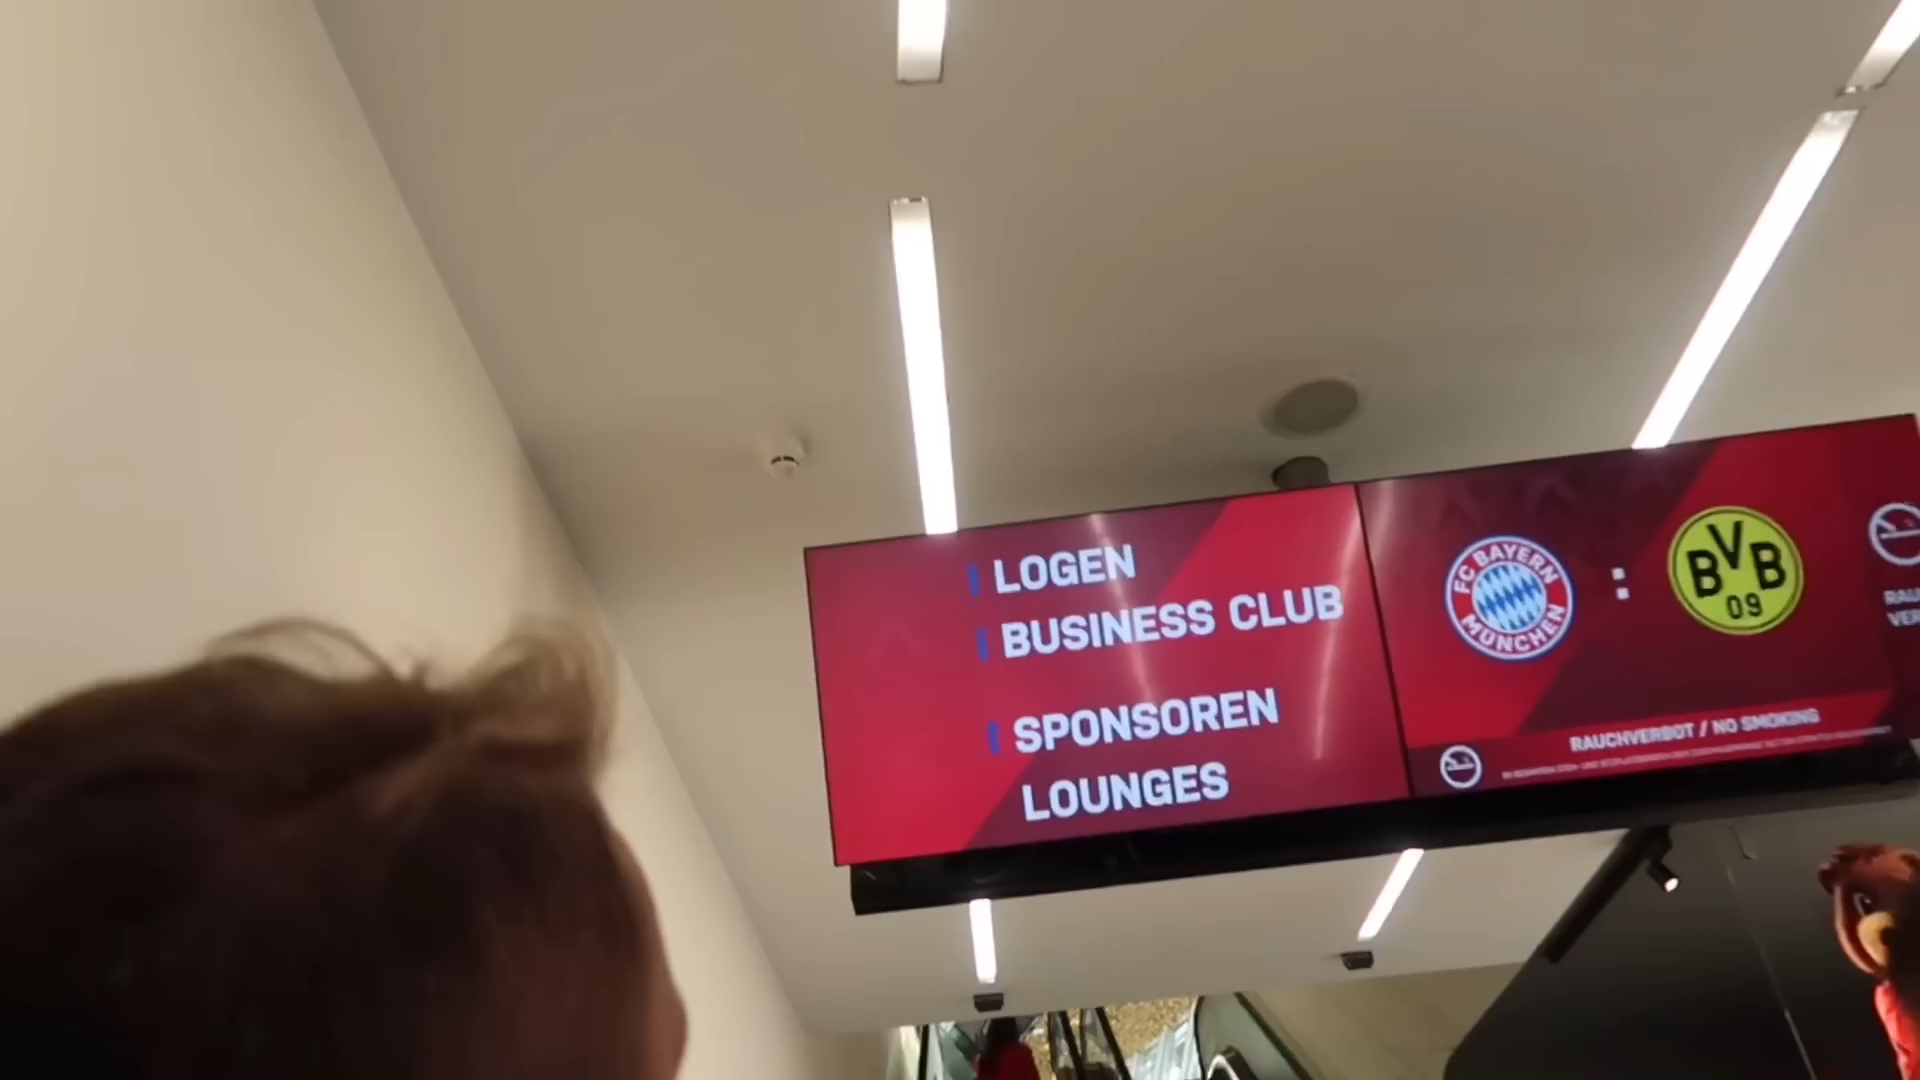 LOGEN
BUSINESS CLUB
SPONSOREN
LOUNGES
FC BAYERN
MÜNCHEN
:
BVB
09
RAUCHVERBOT / NO SMOKING